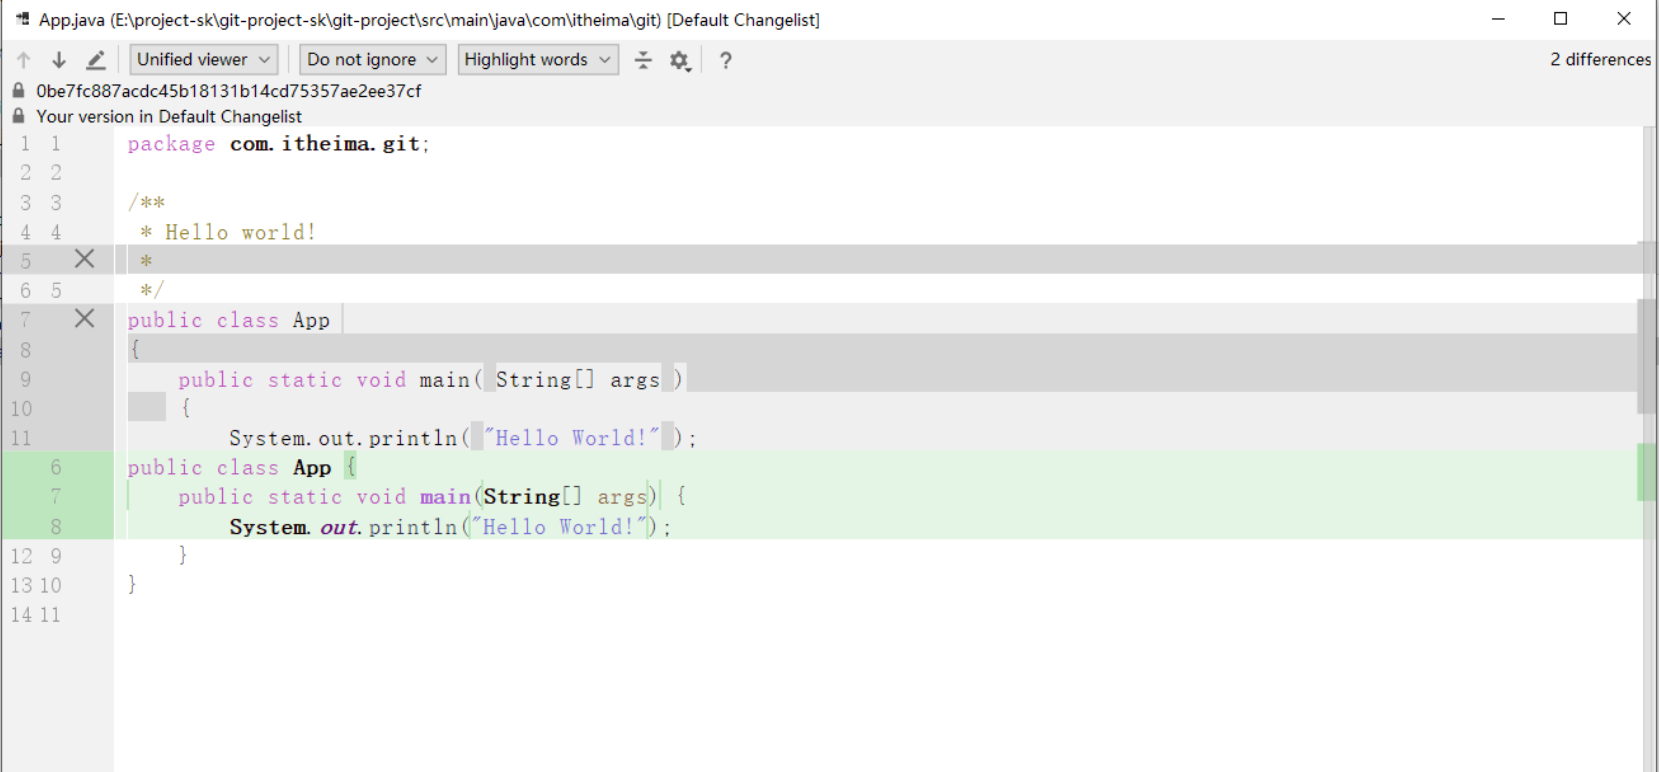 App.java (E:\project-sk\git-project-sk\git-project\src\main\java\com\itheima\git) [Default Changelist]
Unified viewer Do not ignore Highlight words ? 2 differences
0be7fc887acdc45b18131b14cd75357ae2ee37cf
Your version in Default Changelist
1 1 package com.itheima.git;
2 2
3 3 /**
4 4  * Hello world!
5  *
6 5  */
7 public class App
8 {
9     public static void main( String[] args )
10     {
11         System.out.println( "Hello World!" );
6 public class App {
7     public static void main(String[] args) {
8         System.out.println("Hello World!");
12 9     }
13 10 }
14 11